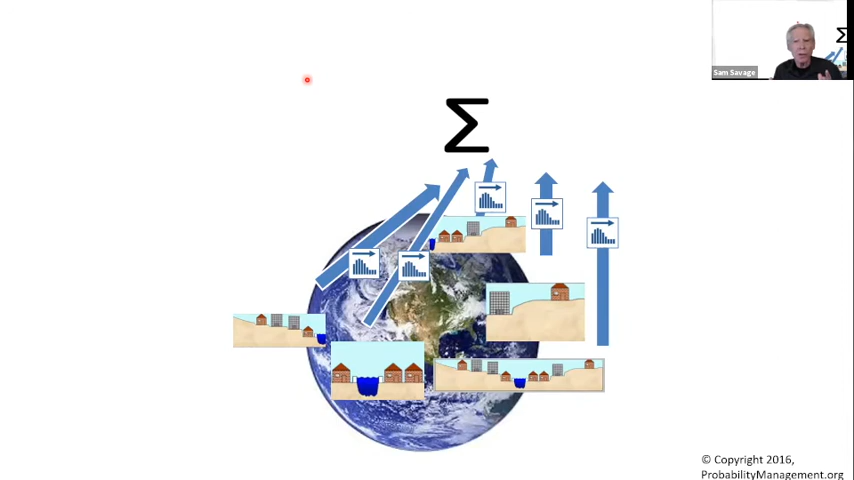 Sam Savage
Σ
Σ
© Copyright 2016,
ProbabilityManagement.org